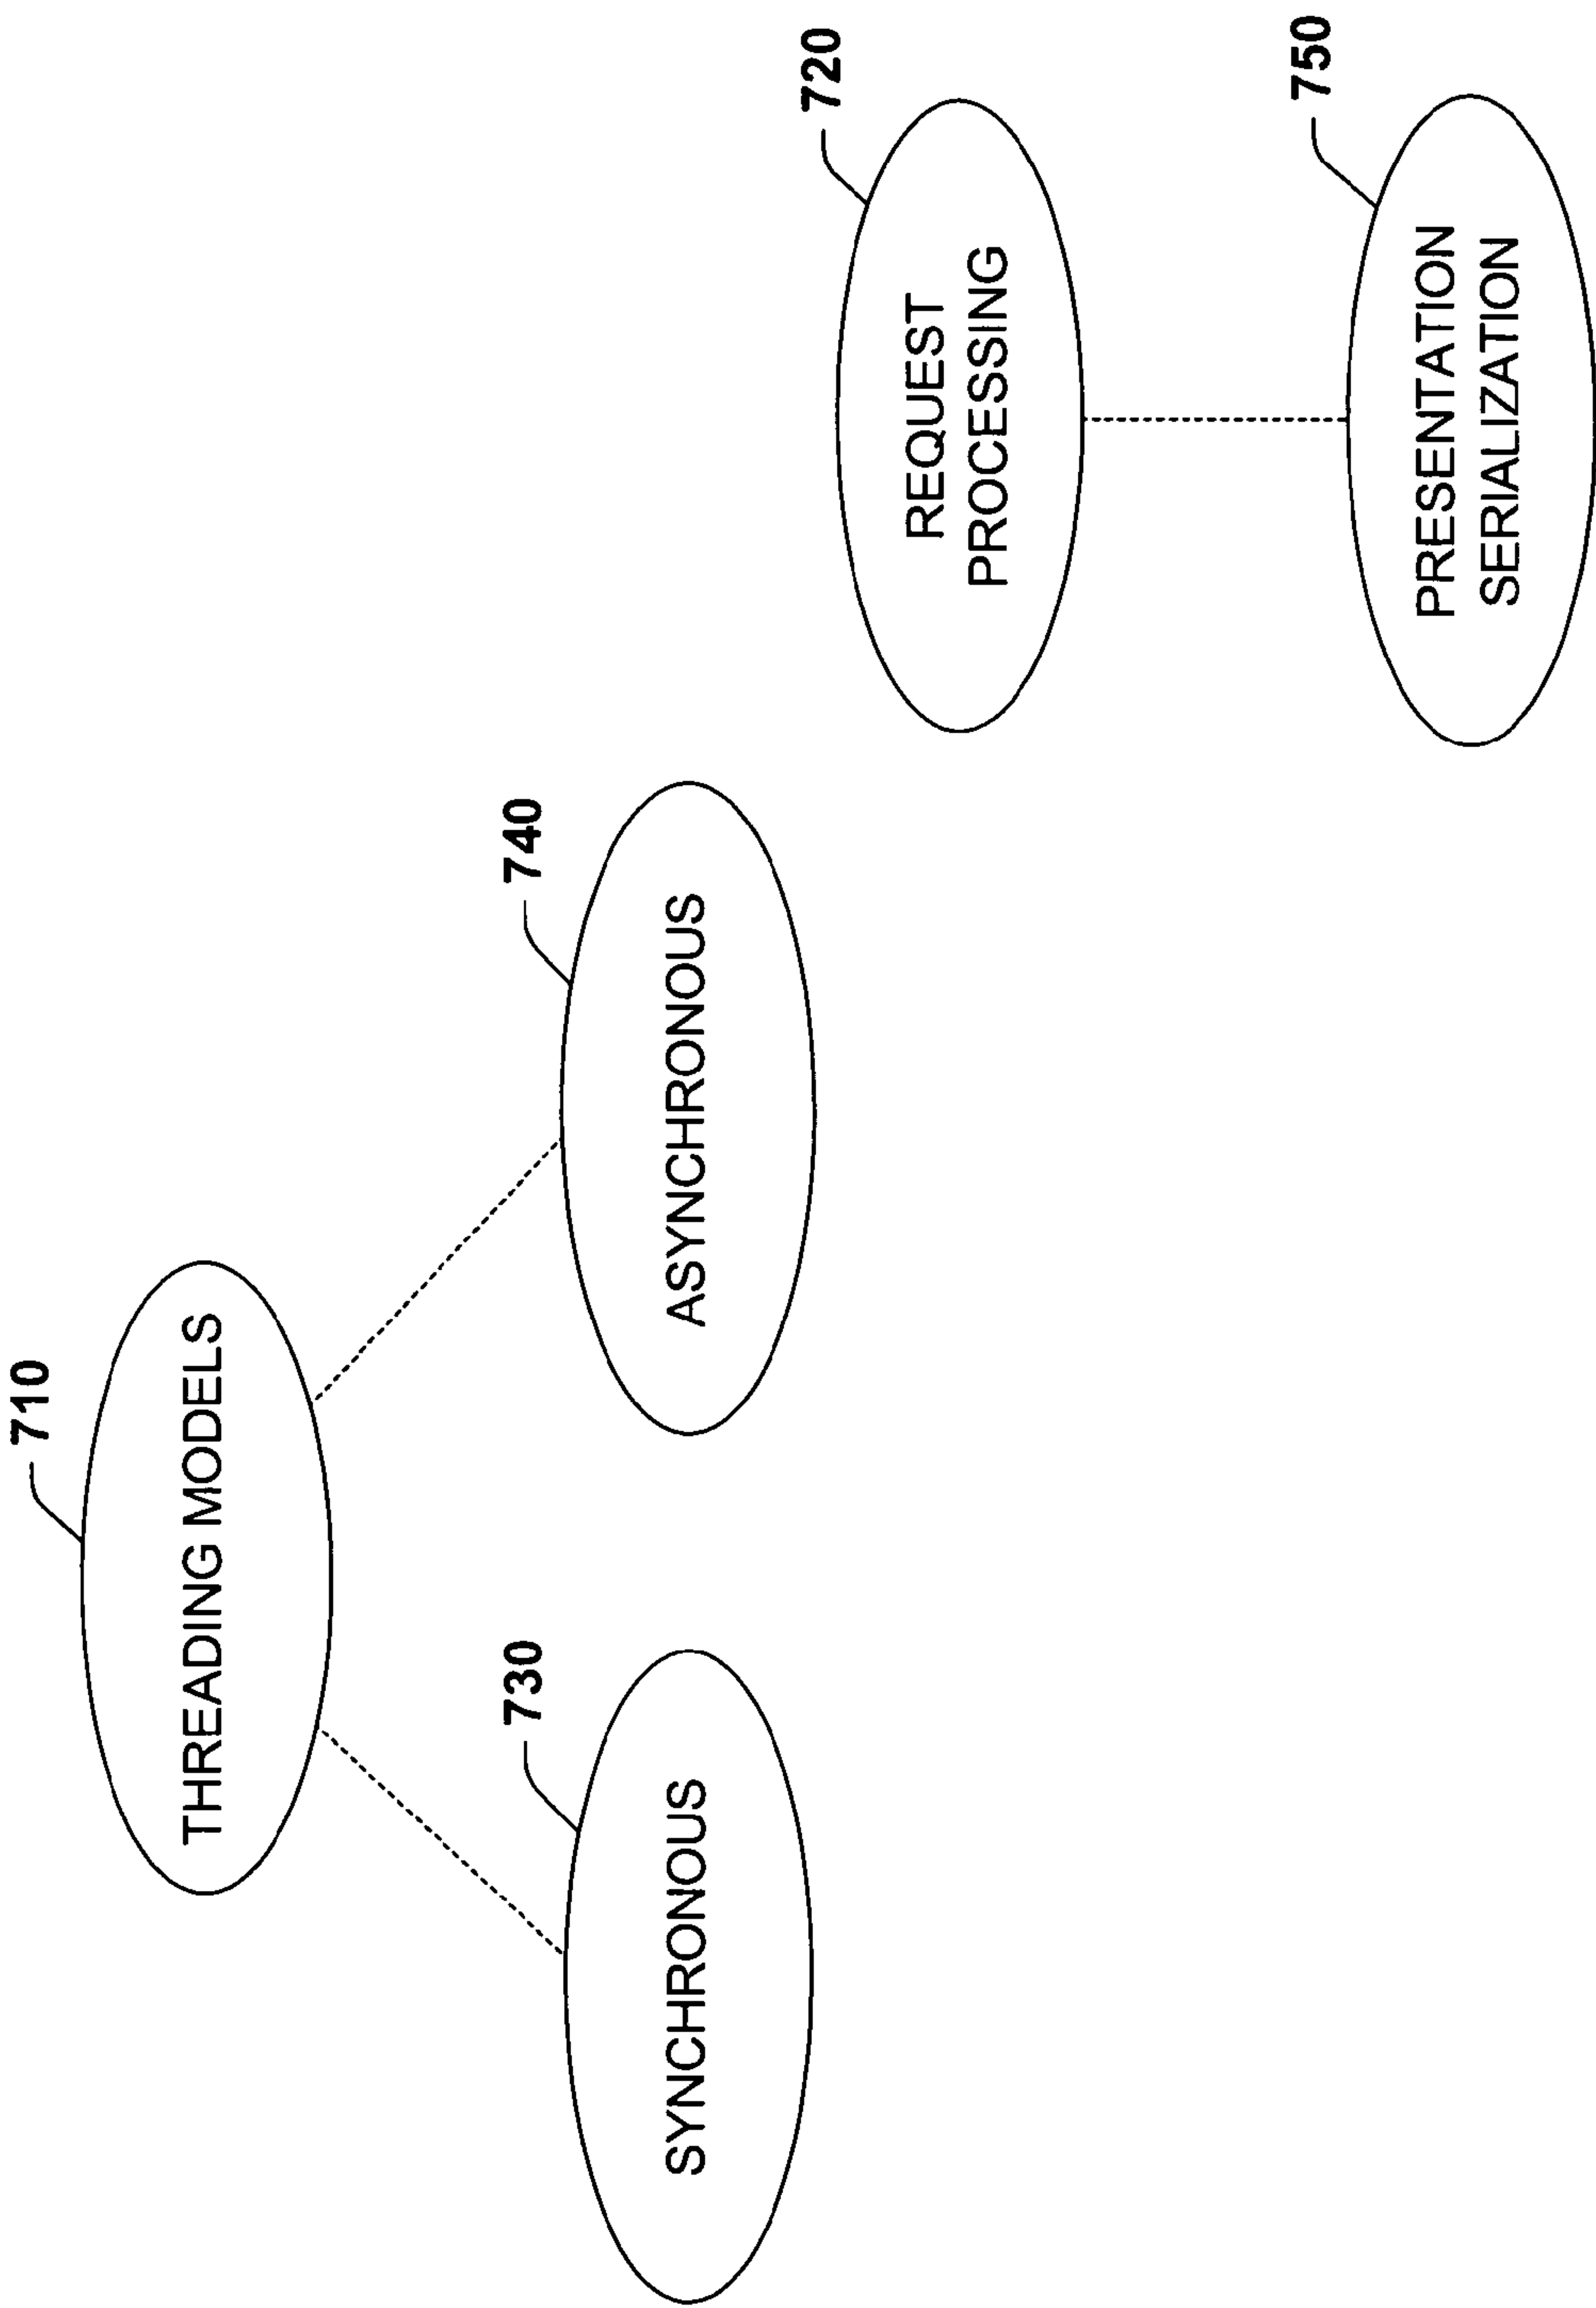 710
THREADING MODELS
730
SYNCHRONOUS
740
ASYNCHRONOUS
720
REQUEST
PROCESSING
750
PRESENTATION
SERIALIZATION